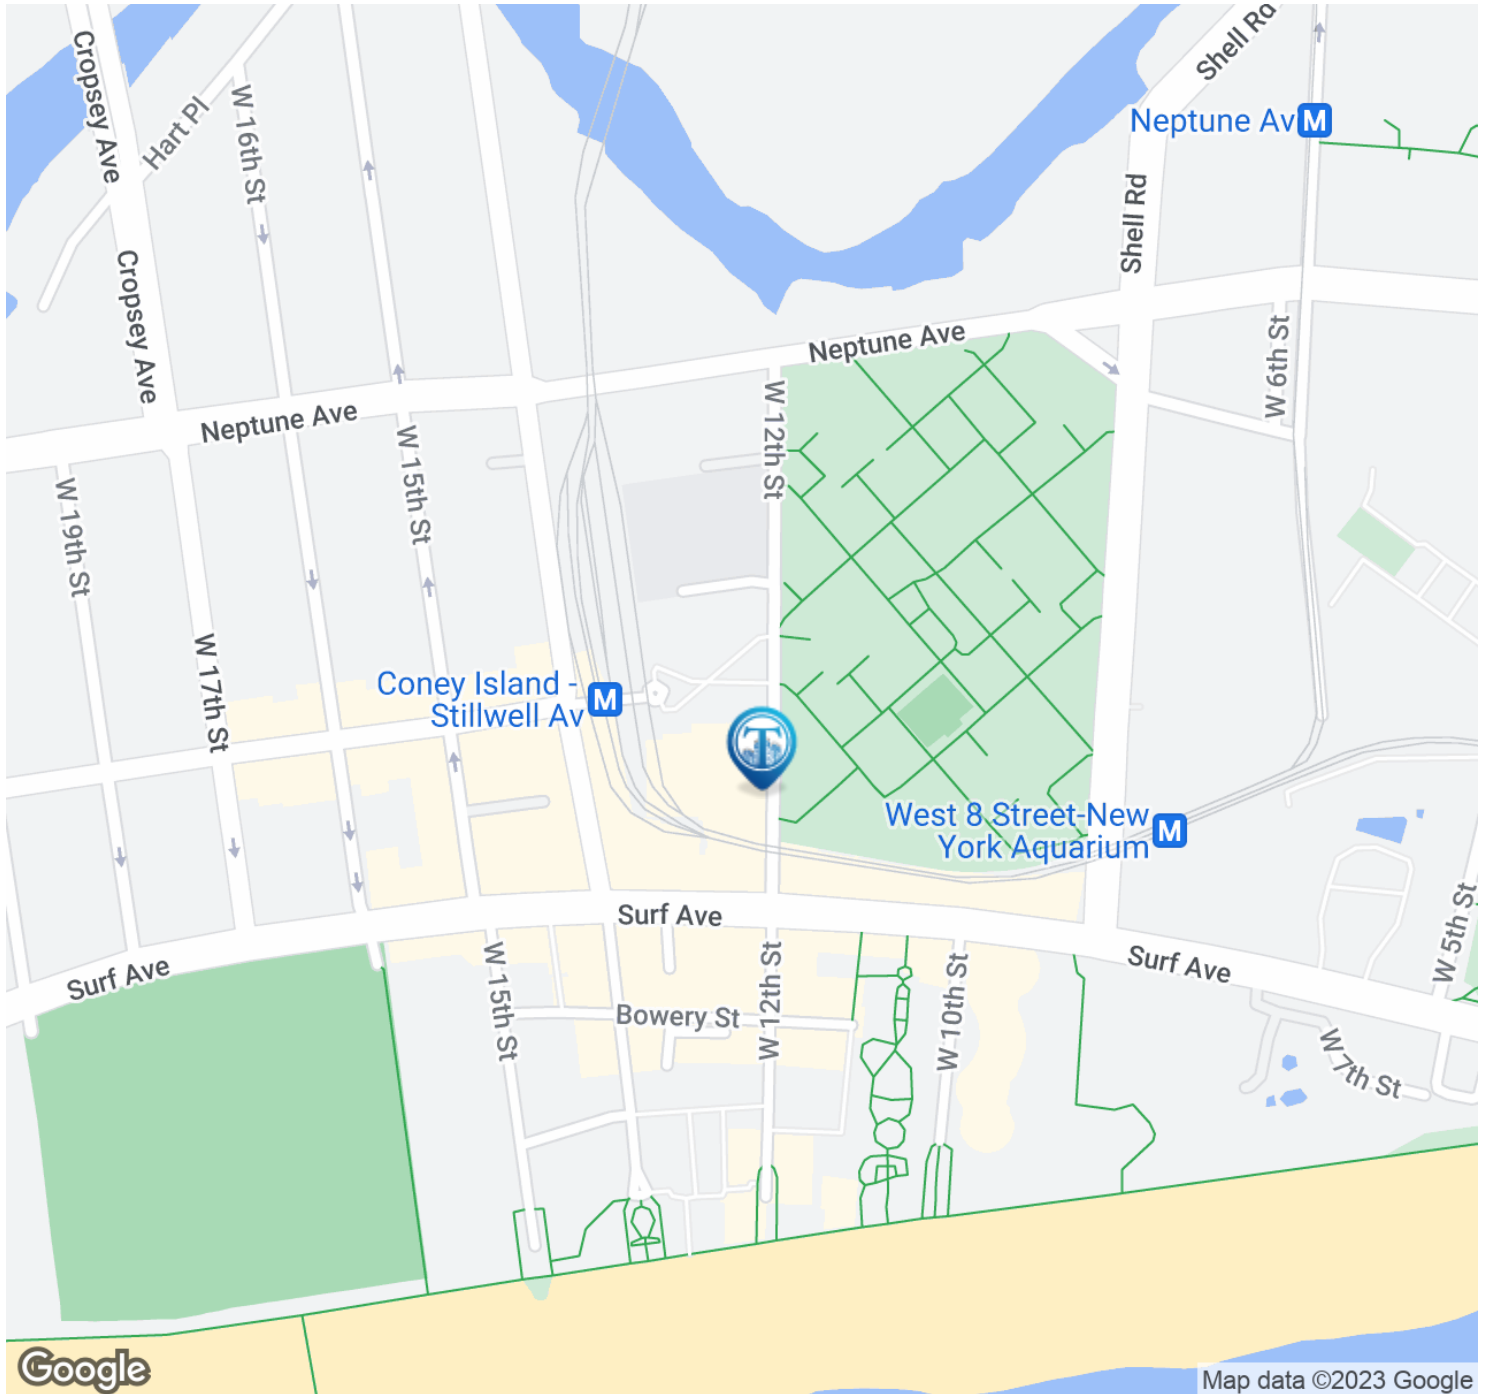 Cropsey Ave
Hart Pl
W 16th St
Shell Rd
Neptune Av
M
Shell Rd
Cropsey Ave
Neptune Ave
W 6th St
Neptune Ave
W 12th St
W 15th St
W 19th St
W 17th St
Coney Island -
Stillwell Av
M
T
West 8 Street-New
York Aquarium
M
Surf Ave
W 5th St
Surf Ave
Surf Ave
W 15th St
W 12th St
W 10th St
Bowery St
W 7th St
Google
Map data ©2023 Google